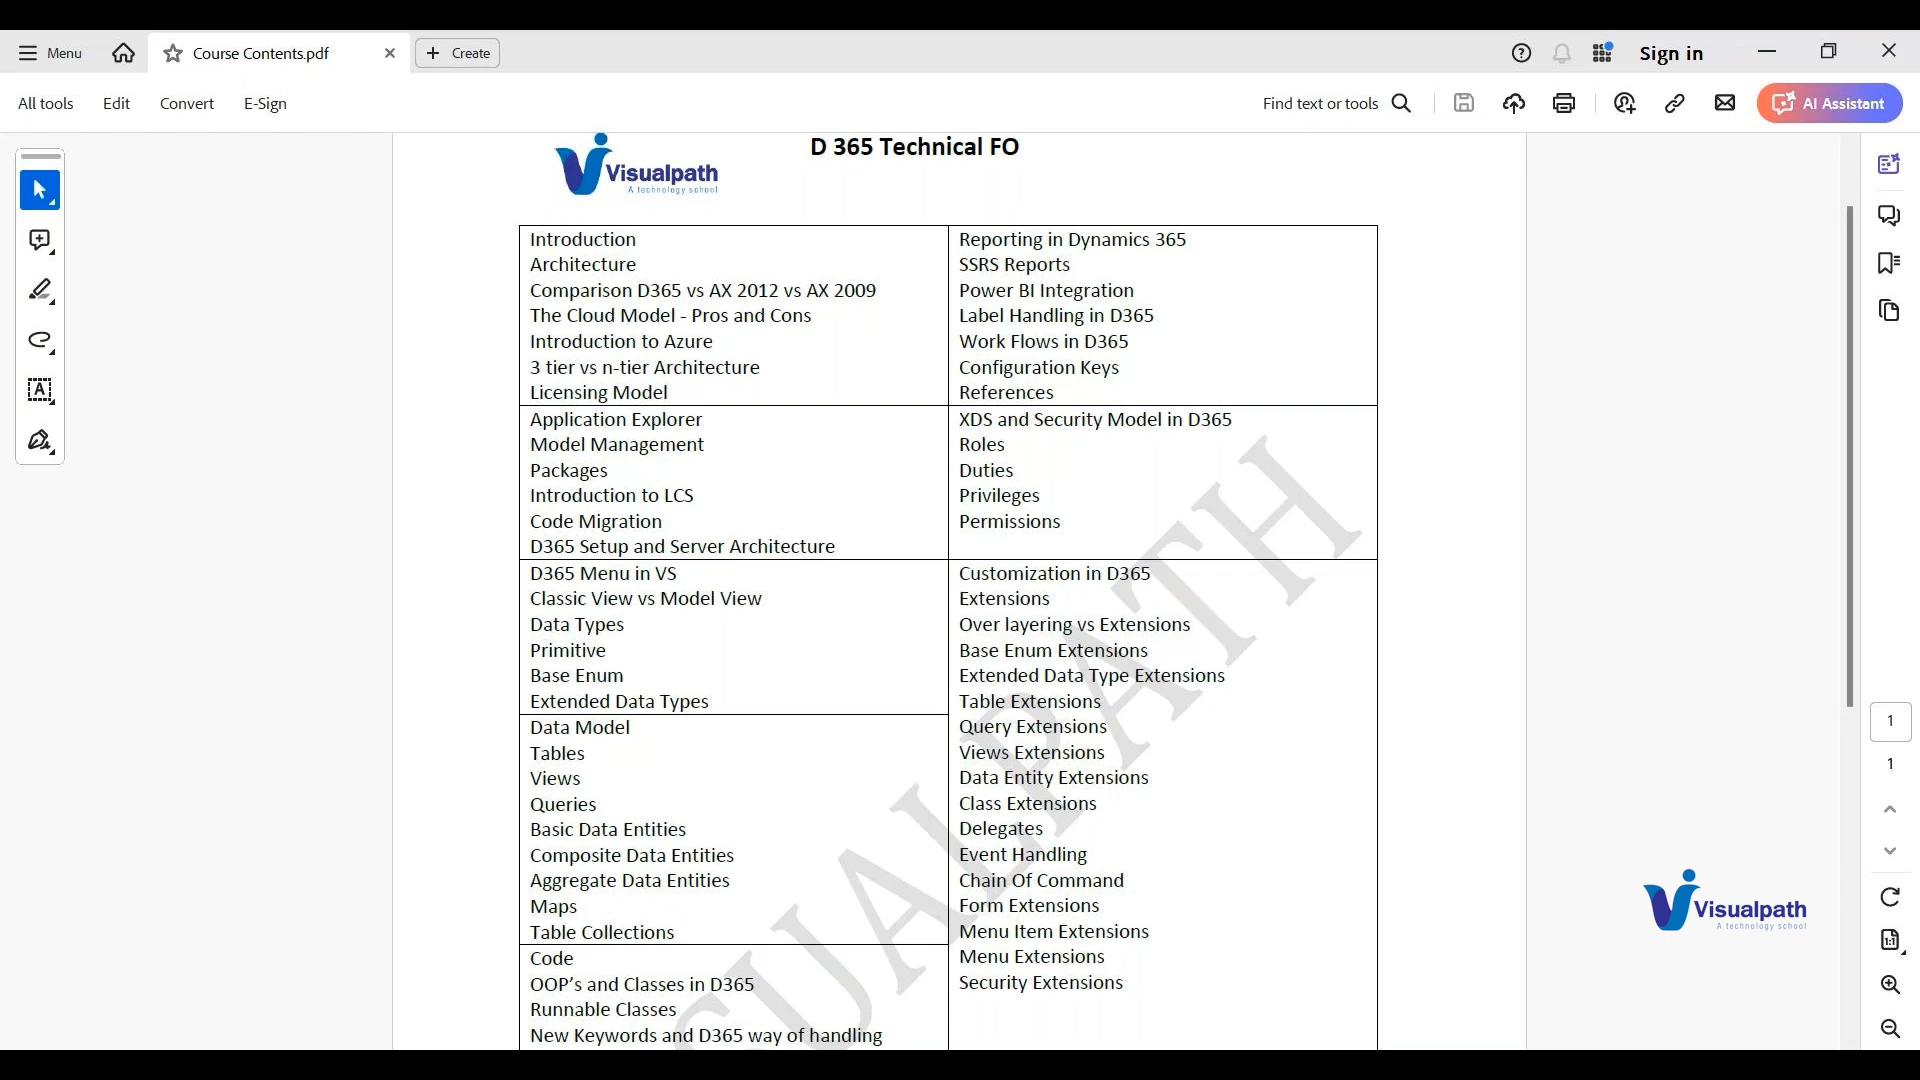 Menu
Course Contents.pdf
Create
Sign in
All tools
Edit
Convert
E-Sign
Find text or tools
AI Assistant
Visualpath
A technology school
D 365 Technical FO
Introduction
Architecture
Comparison D365 vs AX 2012 vs AX 2009
The Cloud Model - Pros and Cons
Introduction to Azure
3 tier vs n-tier Architecture
Licensing Model
Reporting in Dynamics 365
SSRS Reports
Power BI Integration
Label Handling in D365
Work Flows in D365
Configuration Keys
References
Application Explorer
Model Management
Packages
Introduction to LCS
Code Migration
D365 Setup and Server Architecture
XDS and Security Model in D365
Roles
Duties
Privileges
Permissions
D365 Menu in VS
Classic View vs Model View
Data Types
Primitive
Base Enum
Extended Data Types
Data Model
Tables
Views
Queries
Basic Data Entities
Composite Data Entities
Aggregate Data Entities
Maps
Table Collections
Code
OOP's and Classes in D365
Runnable Classes
New Keywords and D365 way of handling
Customization in D365
Extensions
Over layering vs Extensions
Base Enum Extensions
Extended Data Type Extensions
Table Extensions
Query Extensions
Views Extensions
Data Entity Extensions
Class Extensions
Delegates
Event Handling
Chain Of Command
Form Extensions
Menu Item Extensions
Menu Extensions
Security Extensions
SUALPATH
Visualpath
A technology school
1
1